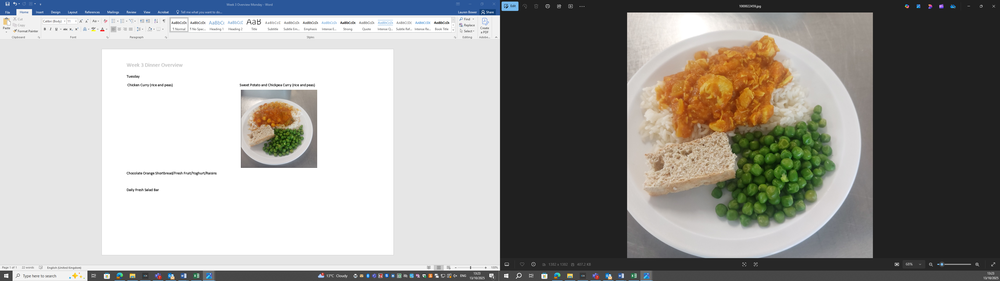 Week 3 Overview Monday - Word
File Home Insert Design Layout References Mailings Review View Acrobat Tell me what you want to do... Lauren Bower Share
Paste
Cut
Copy
Format Painter
Clipboard
Calibri (Body) 11
Font
Paragraph
AaBbCcDc AaBbCcDc AaBbCc AaBbCcC AaB AaBbCcC AaBbCcDc AaBbCcDc AaBbCcDc AaBbCcDc AaBbCcDc AaBbCcDc AABBCCDC AABBCCDC AaBbCcDc
¶ Normal ¶ No Spac... Heading 1 Heading 2 Title Subtitle Subtle Em... Emphasis Intense E... Strong Quote Intense Q... Subtle Ref... Intense Re... Book Title
Styles
Find
Replace
Select
Editing
Create
a PDF
Adobe...
Week 3 Dinner Overview
Tuesday
Chicken Curry (rice and peas) Sweet Potato and Chickpea Curry (rice and peas)
Chocolate Orange Shortbread/Fresh Fruit/Yoghurt/Raisins
Daily Fresh Salad Bar
Page 1 of 1 22 words English (United Kingdom) 100%
Type here to search
13°C Cloudy ENG 13:23
13/10/2025
Edit 1000022459.jpg
1382 x 1382 407.2 KB 68%
13:23
13/10/2025